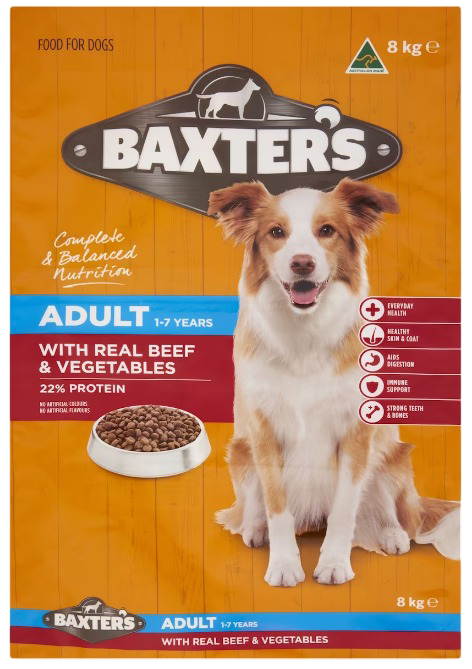 FOOD FOR DOGS
AUSTRALIAN MADE
8 kg ℮
BAXTER'S
Complete
& Balanced
Nutrition
ADULT 1-7 YEARS
WITH REAL BEEF
& VEGETABLES
22% PROTEIN
NO ARTIFICIAL COLOURS
NO ARTIFICIAL FLAVOURS
EVERYDAY
HEALTH
HEALTHY
SKIN & COAT
AIDS
DIGESTION
IMMUNE
SUPPORT
STRONG TEETH
& BONES
8 kg ℮
BAXTER'S
ADULT 1-7 YEARS
WITH REAL BEEF & VEGETABLES